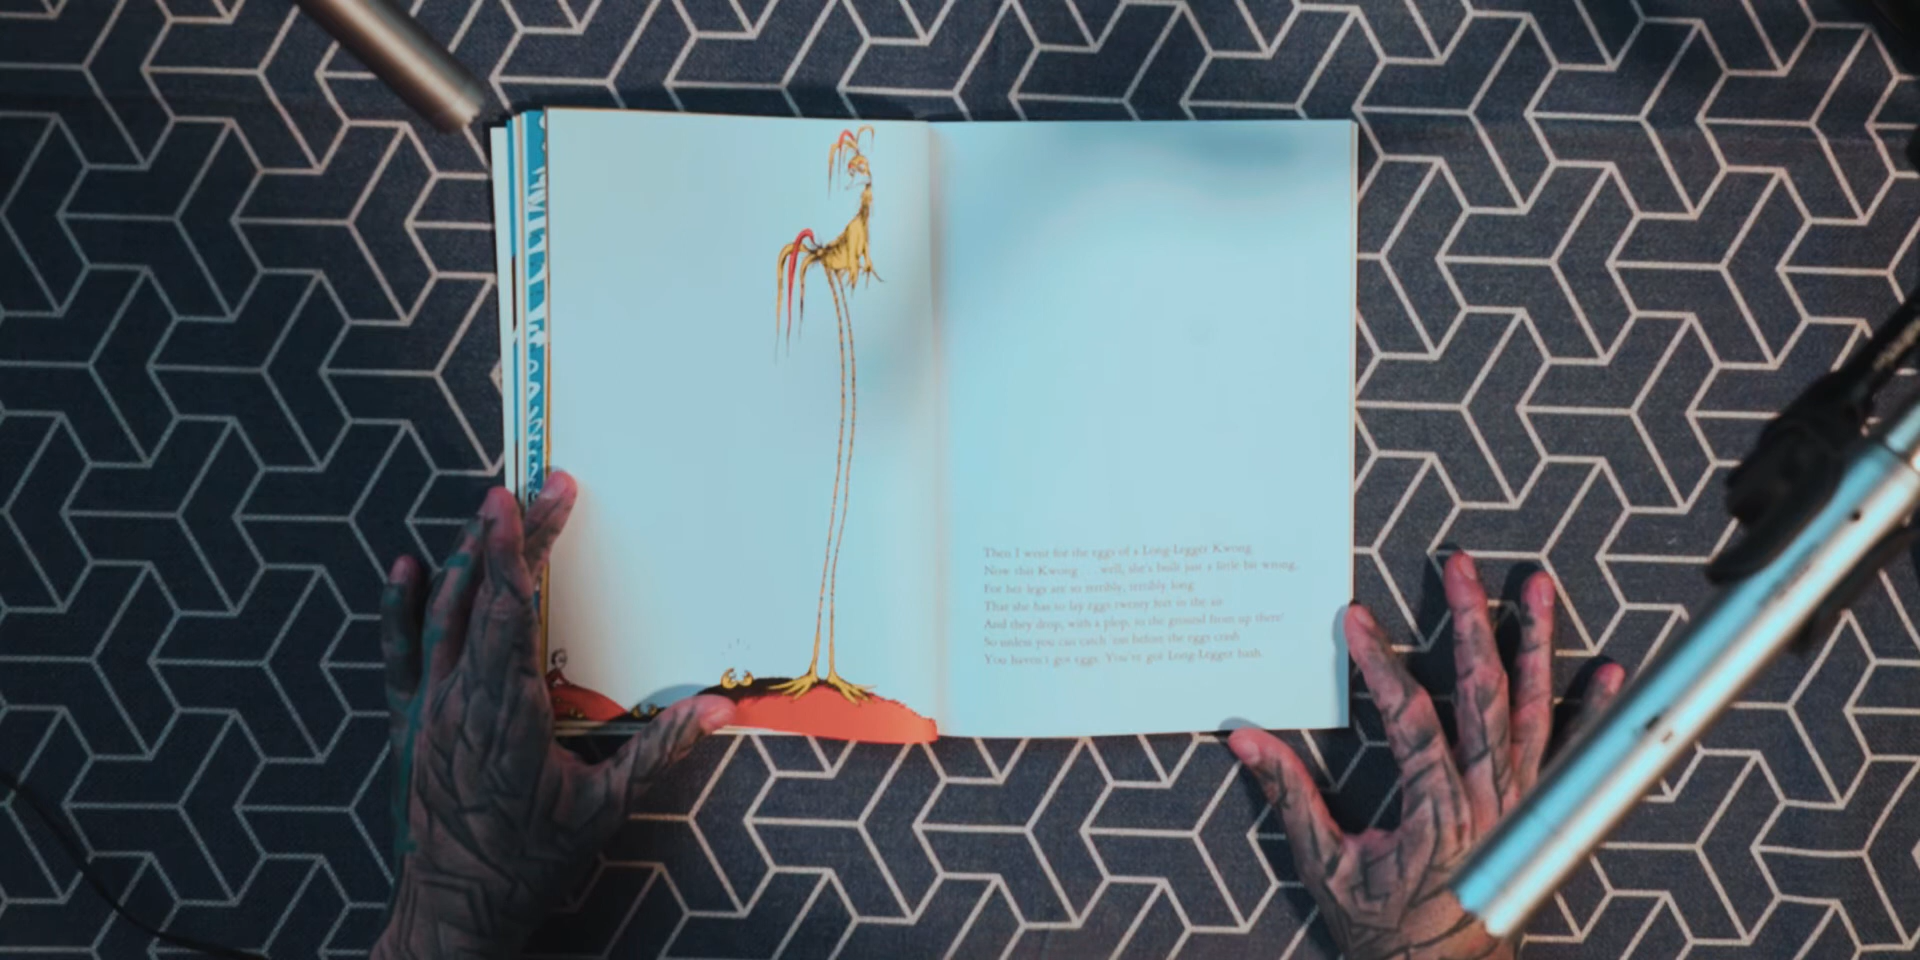 Then I went for the eggs of a Long-Legger Kwong.
Now this Kwong . . . well, she's built just a little bit wrong,
For her legs are so terribly, terribly long
That she has to lay eggs twenty feet in the air
And they drop, with a plop, to the ground from up there!
So unless you can catch 'em before the eggs crash
You haven't got eggs. You've got Long-Legger hash.